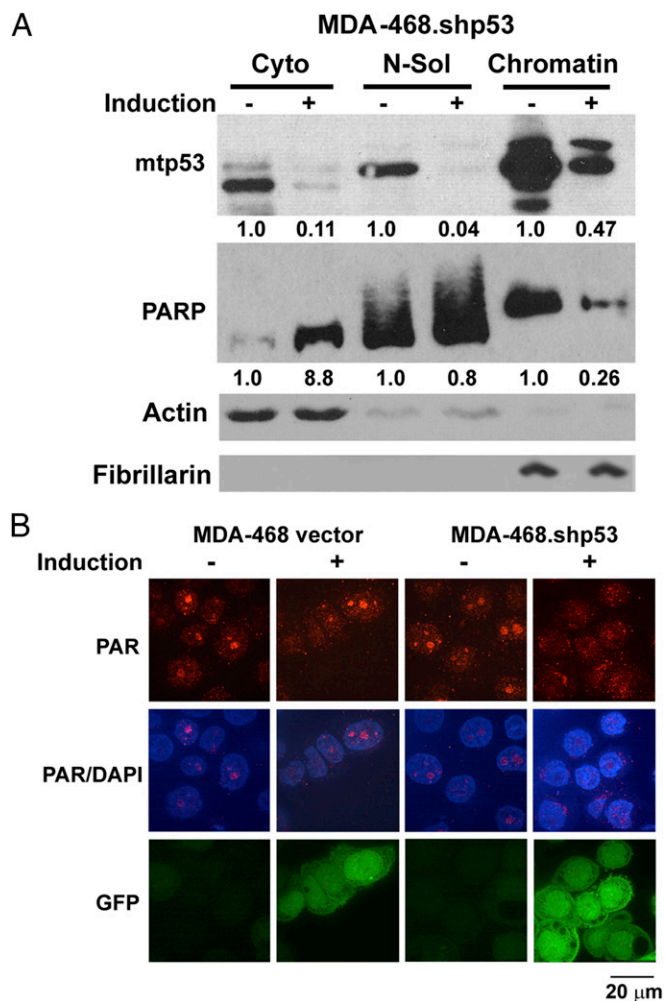 A
MDA-468.shp53
Cyto N-Sol Chromatin
Induction - + - + - +
mtp53
1.0 0.11 1.0 0.04 1.0 0.47
PARP
1.0 8.8 1.0 0.8 1.0 0.26
Actin
Fibrillarin
B
MDA-468 vector MDA-468.shp53
Induction - + - +
PAR
PAR/DAPI
GFP
20 μm